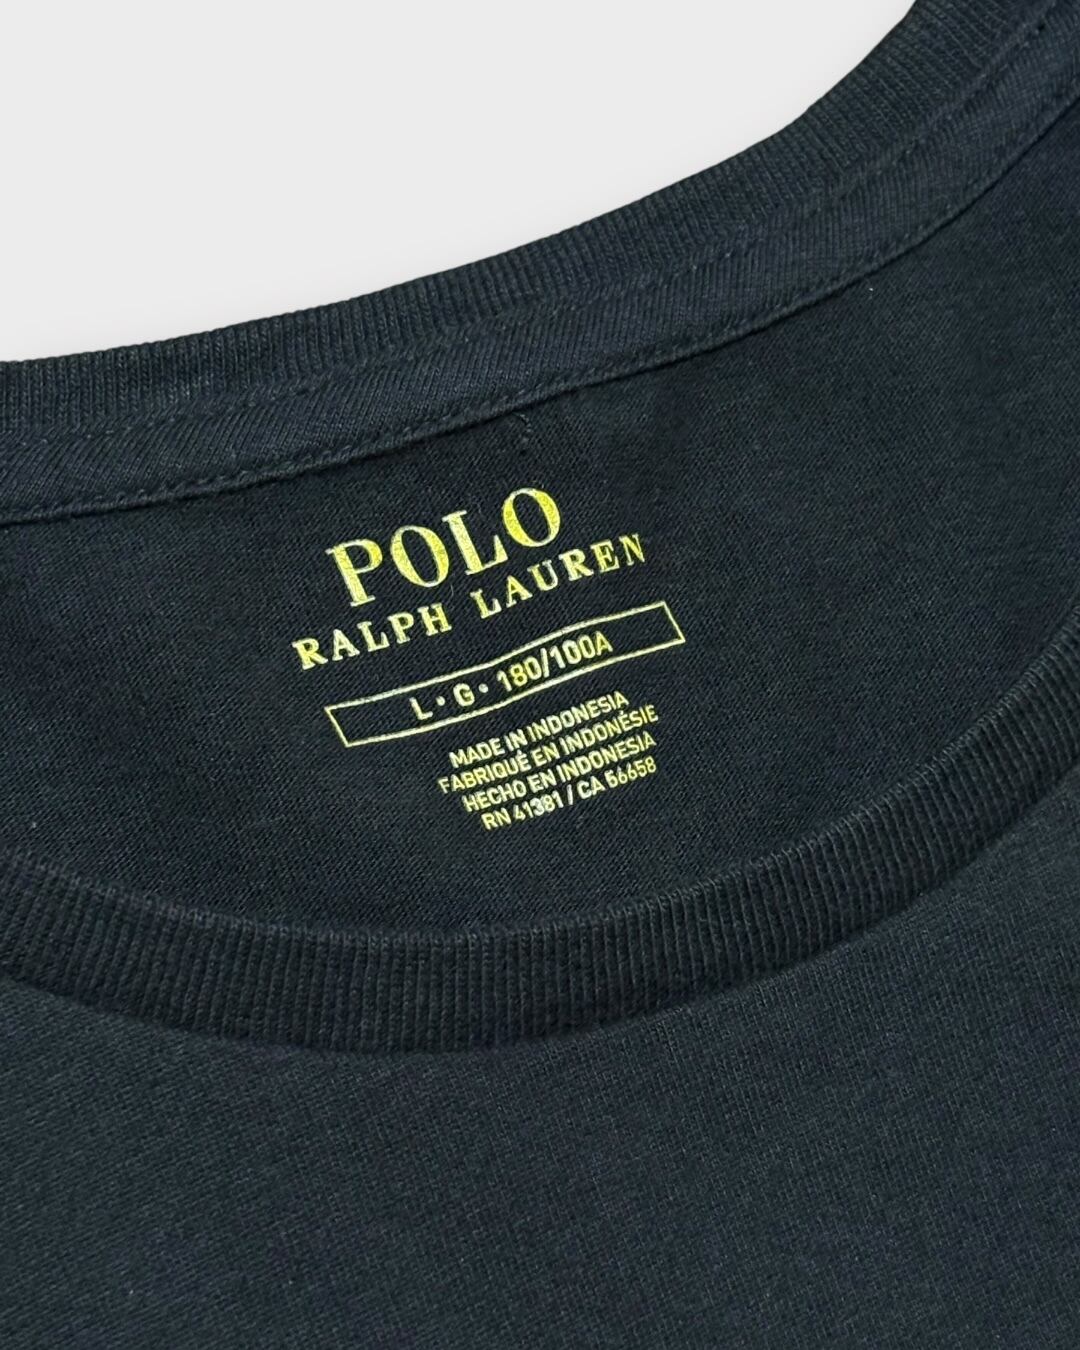 POLO
RALPH LAUREN
L · G · 180/100A
MADE IN INDONESIA
FABRIQUÉ EN INDONÉSIE
HECHO EN INDONESIA
RN 41381 / CA 56658